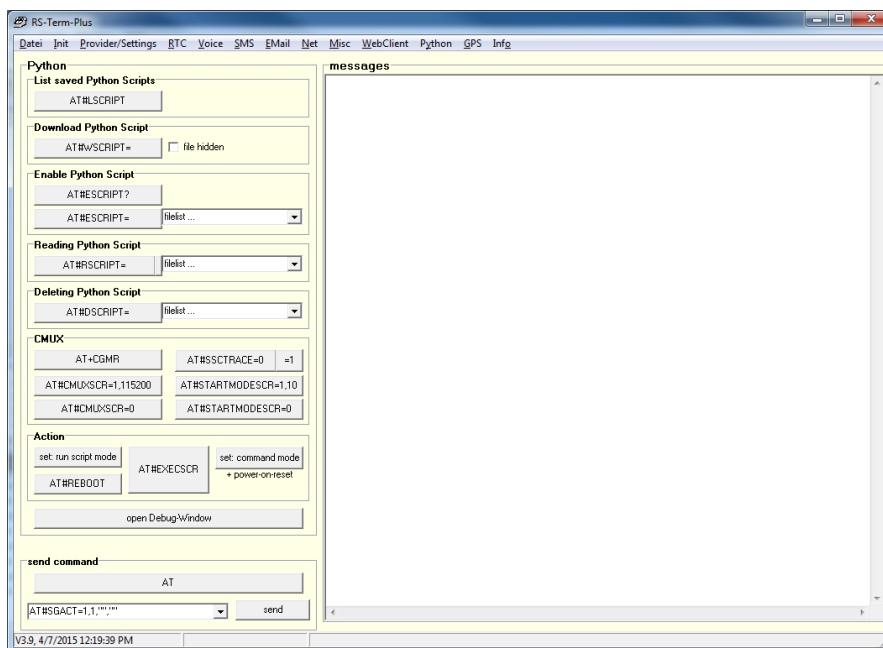 RS-Term-Plus
Datei Init Provider/Settings RTC Voice SMS EMail Net Misc WebClient Python GPS Info
Python
List saved Python Scripts
AT#LSCRIPT
Download Python Script
AT#WSCRIPT= file hidden
Enable Python Script
AT#ESCRIPT?
AT#ESCRIPT= filelist ...
Reading Python Script
AT#RSCRIPT= filelist ...
Deleting Python Script
AT#DSCRIPT= filelist ...
CMUX
AT+CGMR AT#SSCTRACE=0 =1
AT#CMUXSCR=1,115200 AT#STARTMODESCR=1,10
AT#CMUXSCR=0 AT#STARTMODESCR=0
Action
set: run script mode AT#EXECSCR set: command mode
AT#REBOOT + power-on-reset
open Debug-Window
send command
AT
AT#SGACT=1,1,"","" send
messages
V3.9, 4/7/2015 12:19:39 PM